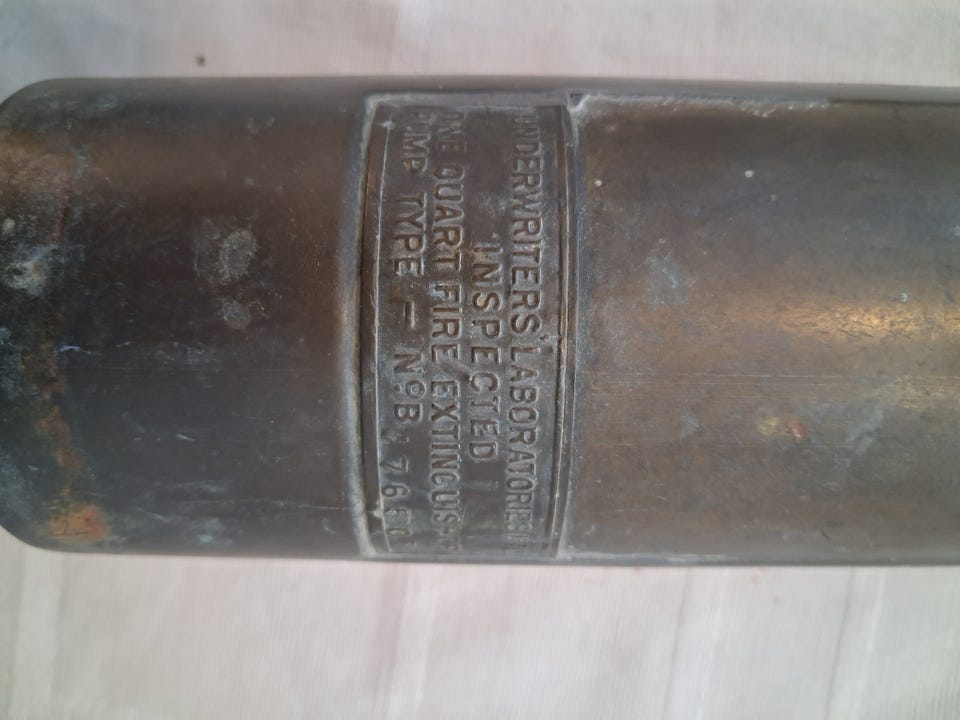 UNDERWRITERS' LABORATORIES
INSPECTED
ONE QUART FIRE EXTINGUISHER
PUMP TYPE – No. B